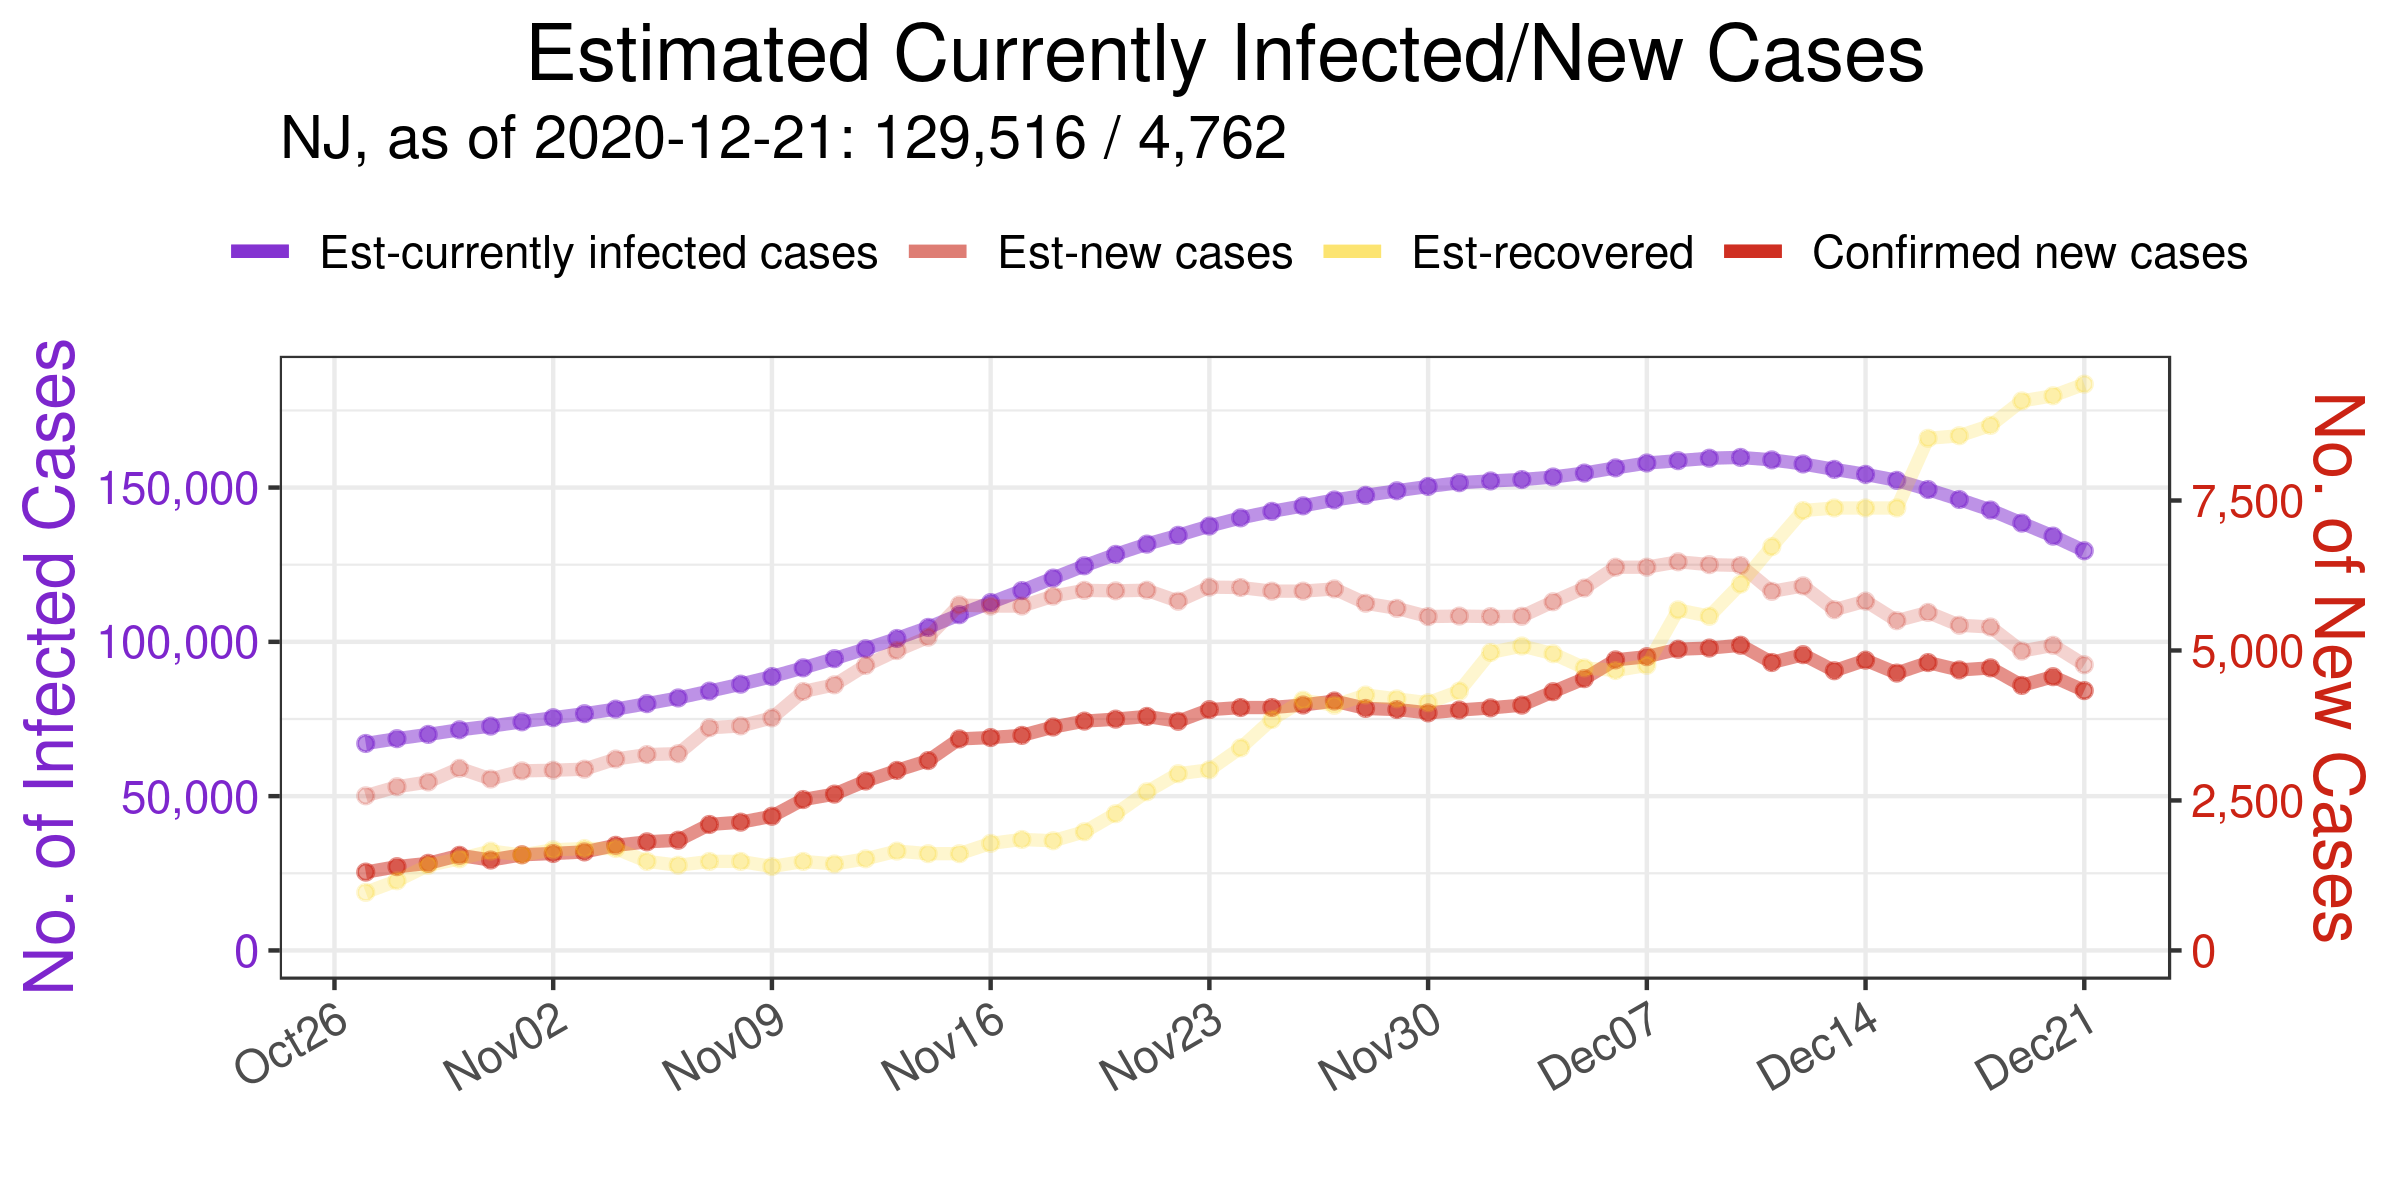 Estimated Currently Infected/New Cases
NJ, as of 2020-12-21: 129,516 / 4,762
Est-currently infected cases Est-new cases Est-recovered Confirmed new cases
No. of Infected Cases
150,000
100,000
50,000
0
7,500
5,000
2,500
0
No. of New Cases
Oct26 Nov02 Nov09 Nov16 Nov23 Nov30 Dec07 Dec14 Dec21